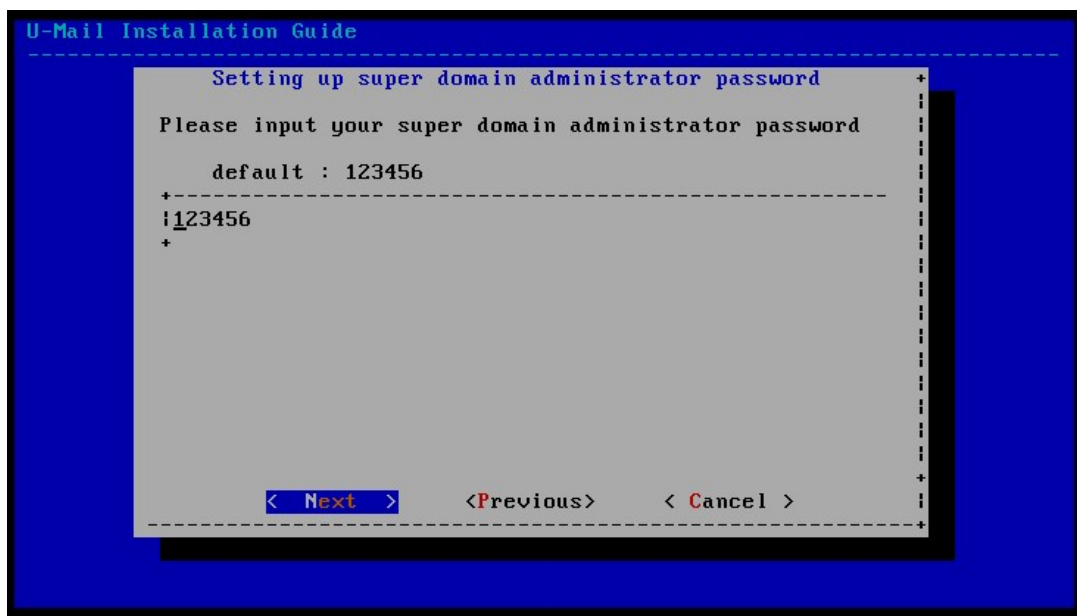 U-Mail Installation Guide
Setting up super domain administrator password
Please input your super domain administrator password
default : 123456
123456
< Next > <Previous> < Cancel >